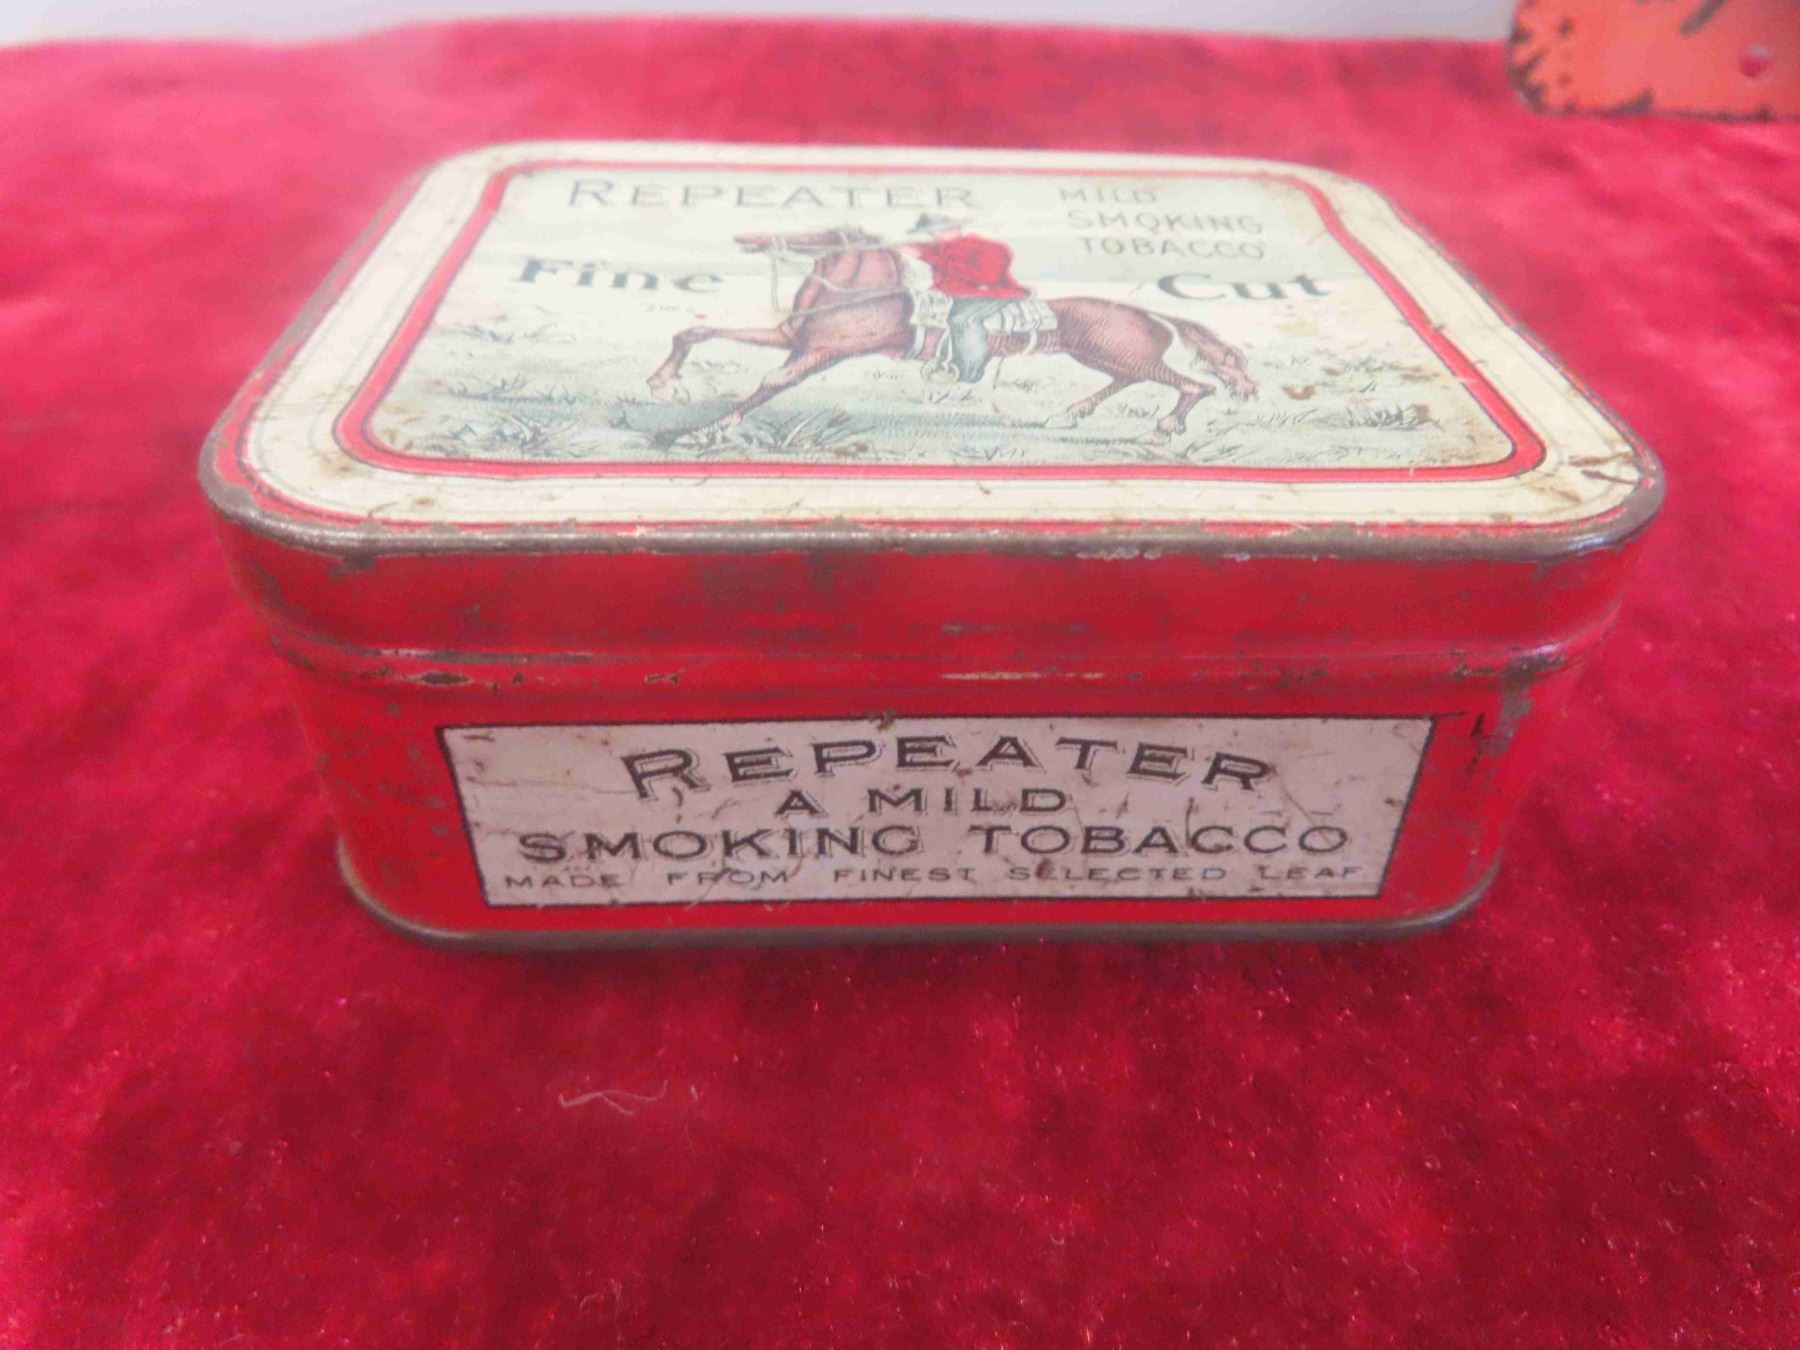 REPEATER
MILD
SMOKING
TOBACCO
Fine Cut
REPEATER
A MILD
SMOKING TOBACCO
MADE FROM FINEST SELECTED LEAF